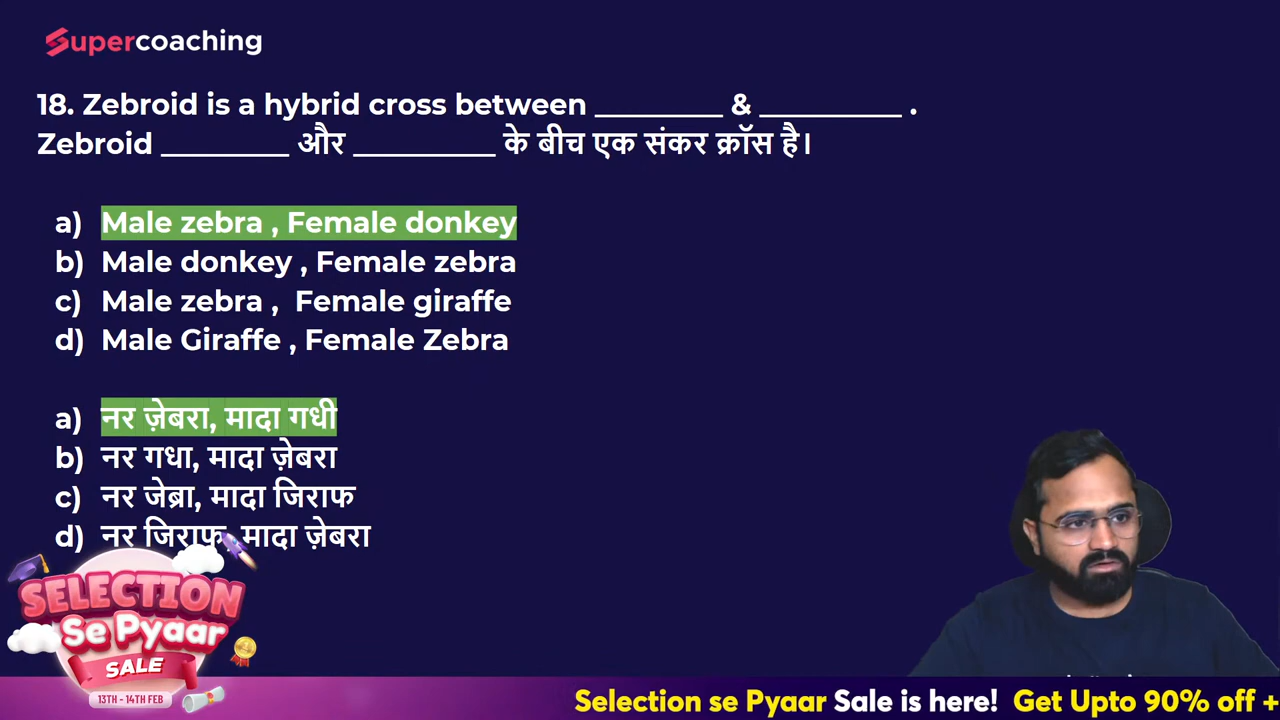 Supercoaching
18. Zebroid is a hybrid cross between ________ & _________ .
Zebroid ________ और _________ के बीच एक संकर क्रॉस है।
a) Male zebra , Female donkey
b) Male donkey , Female zebra
c) Male zebra , Female giraffe
d) Male Giraffe , Female Zebra
a) नर ज़ेबरा, मादा गधी
b) नर गधा, मादा ज़ेबरा
c) नर जेब्रा, मादा जिराफ
d) नर जिराफ, मादा ज़ेबरा
SELECTION
Se Pyaar
SALE
13TH - 14TH FEB
Selection se Pyaar Sale is here! Get Upto 90% off +